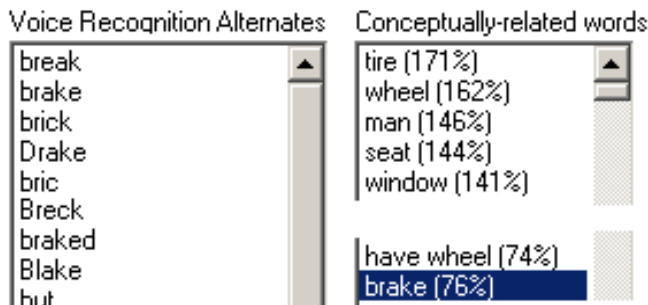 Voice Recognition Alternates
break
brake
brick
Drake
bric
Breck
braked
Blake
but
Conceptually-related words
tire (171%)
wheel (162%)
man (146%)
seat (144%)
window (141%)
have wheel (74%)
brake (76%)